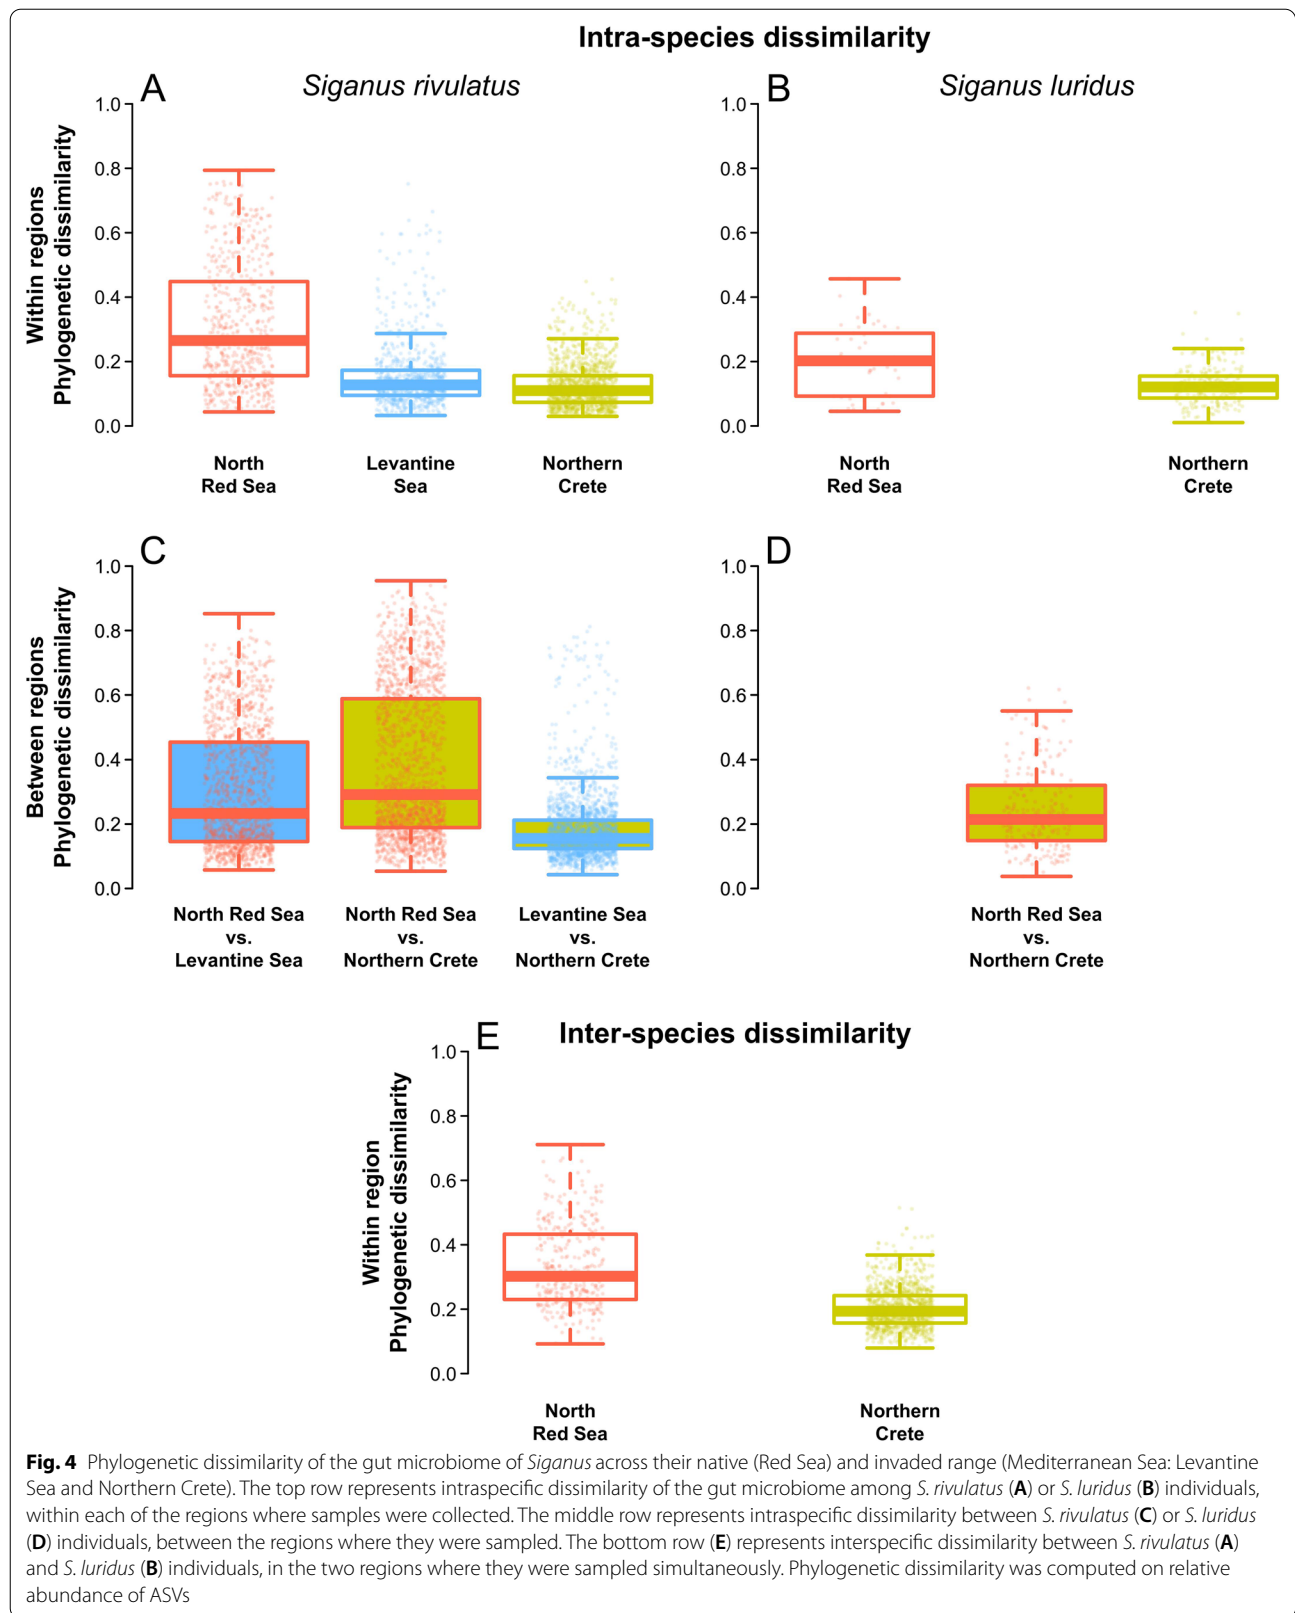 Intra-species dissimilarity
A
Siganus rivulatus
B
Siganus luridus
Within regions
Phylogenetic dissimilarity
1.0
0.8
0.6
0.4
0.2
0.0
North
Red Sea
Levantine
Sea
Northern
Crete
1.0
0.8
0.6
0.4
0.2
0.0
North
Red Sea
Northern
Crete
C
D
Between regions
Phylogenetic dissimilarity
1.0
0.8
0.6
0.4
0.2
0.0
North Red Sea
vs.
Levantine Sea
North Red Sea
vs.
Northern Crete
Levantine Sea
vs.
Northern Crete
1.0
0.8
0.6
0.4
0.2
0.0
North Red Sea
vs.
Northern Crete
E
Inter-species dissimilarity
Within region
Phylogenetic dissimilarity
1.0
0.8
0.6
0.4
0.2
0.0
North
Red Sea
Northern
Crete
Fig. 4 Phylogenetic dissimilarity of the gut microbiome of Siganus across their native (Red Sea) and invaded range (Mediterranean Sea: Levantine
Sea and Northern Crete). The top row represents intraspecific dissimilarity of the gut microbiome among S. rivulatus (A) or S. luridus (B) individuals,
within each of the regions where samples were collected. The middle row represents intraspecific dissimilarity between S. rivulatus (C) or S. luridus
(D) individuals, between the regions where they were sampled. The bottom row (E) represents interspecific dissimilarity between S. rivulatus (A)
and S. luridus (B) individuals, in the two regions where they were sampled simultaneously. Phylogenetic dissimilarity was computed on relative
abundance of ASVs